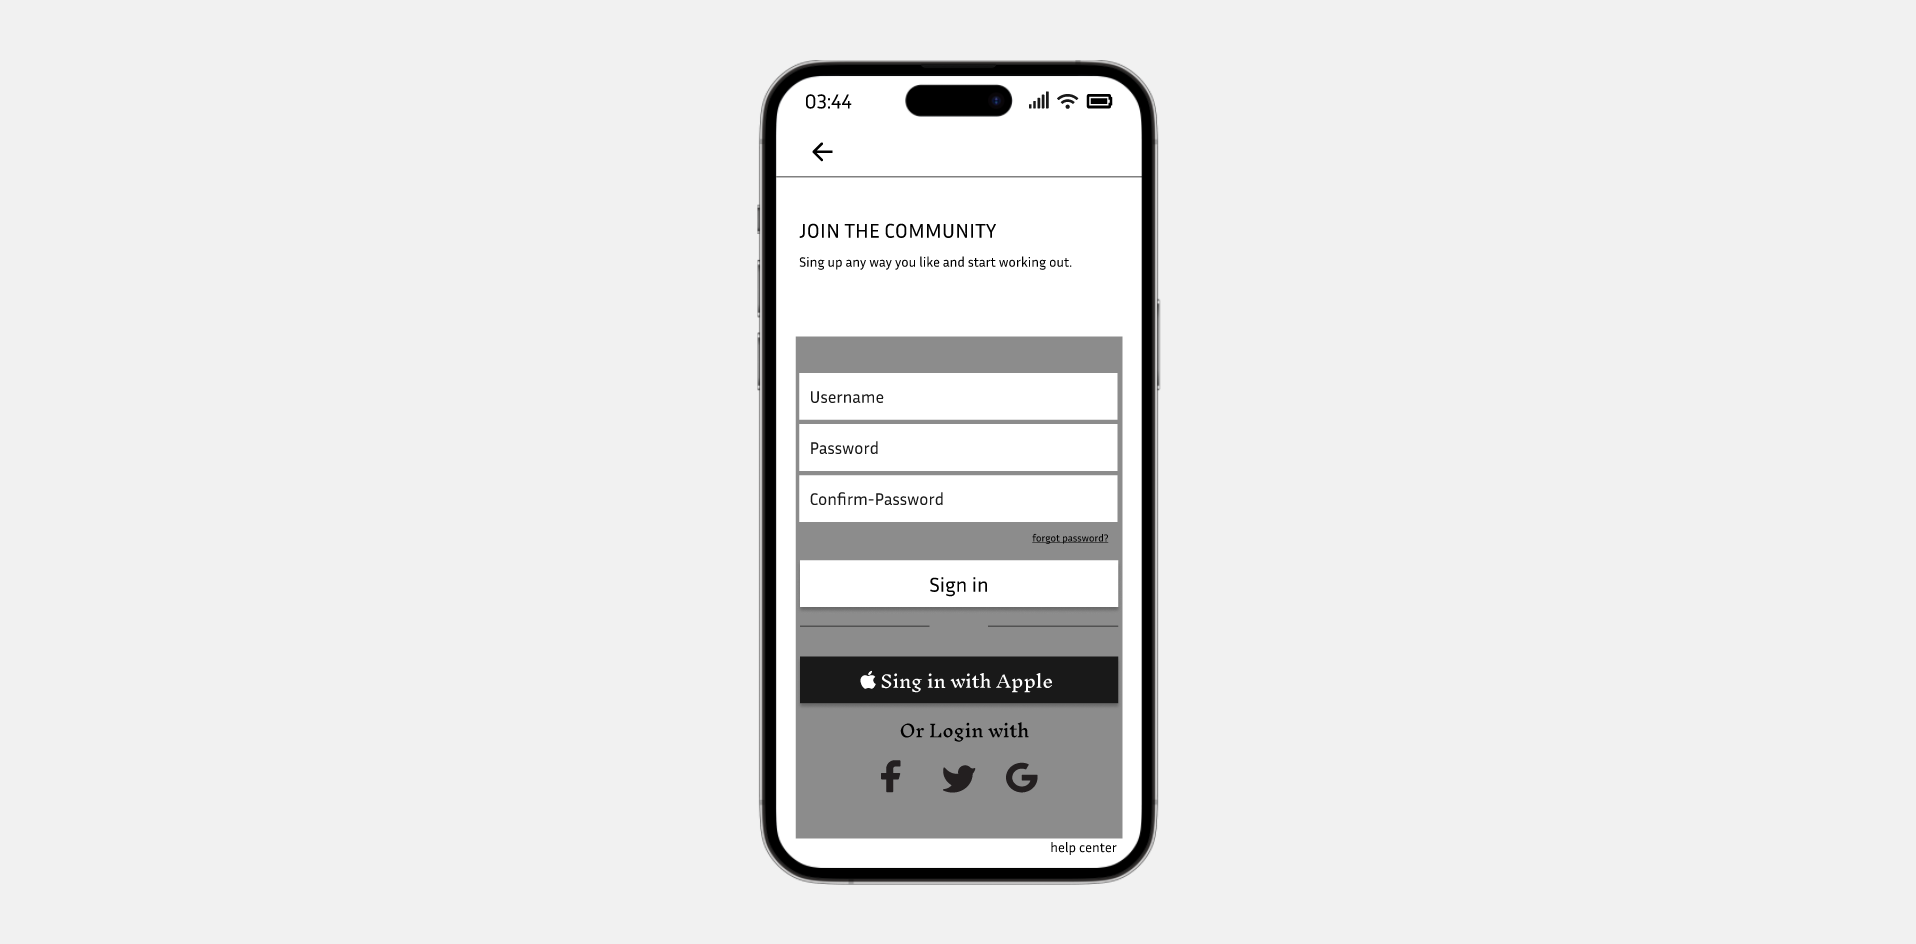 03:44
JOIN THE COMMUNITY
Sing up any way you like and start working out.
Username
Password
Confirm-Password
forgot password?
Sign in
Sing in with Apple
Or Login with
help center